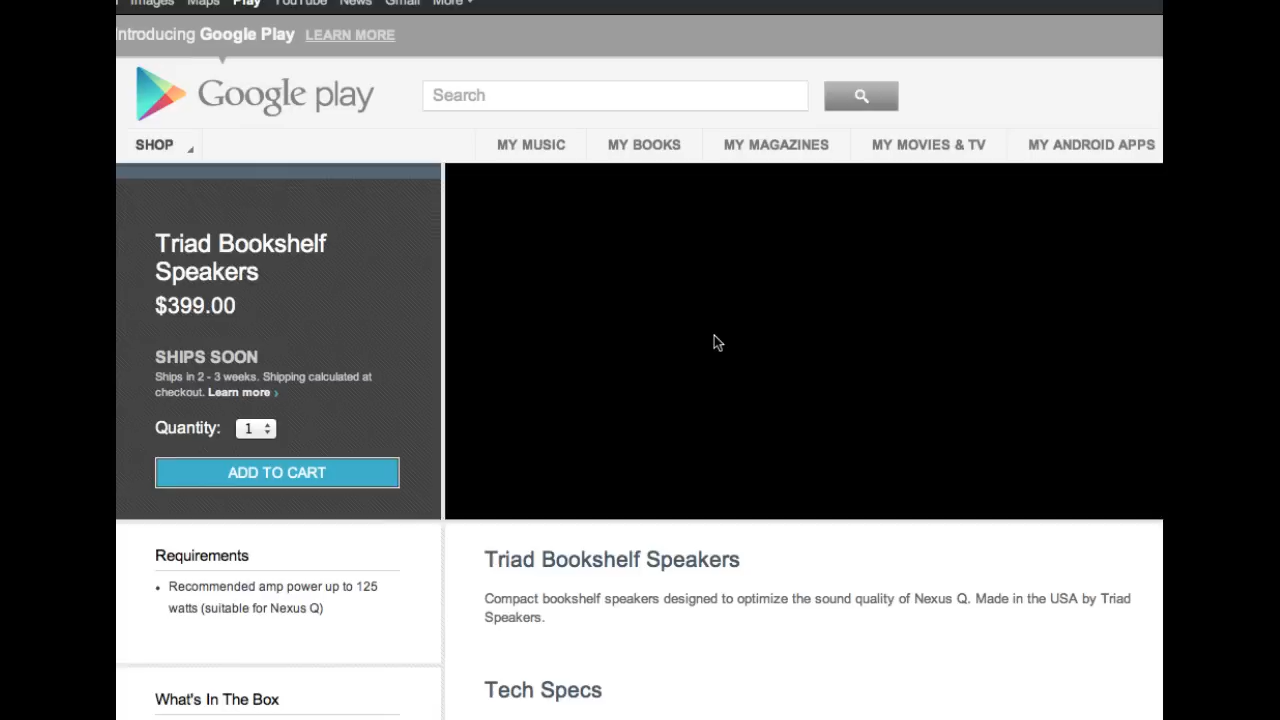 Images Maps Play YouTube News Gmail More
Introducing Google Play LEARN MORE
Google play
Search
SHOP
MY MUSIC MY BOOKS MY MAGAZINES MY MOVIES & TV MY ANDROID APPS
Triad Bookshelf
Speakers
$399.00
SHIPS SOON
Ships in 2 - 3 weeks. Shipping calculated at
checkout. Learn more ›
Quantity: 1
ADD TO CART
Requirements
• Recommended amp power up to 125
watts (suitable for Nexus Q)
What's In The Box
Triad Bookshelf Speakers
Compact bookshelf speakers designed to optimize the sound quality of Nexus Q. Made in the USA by Triad
Speakers.
Tech Specs